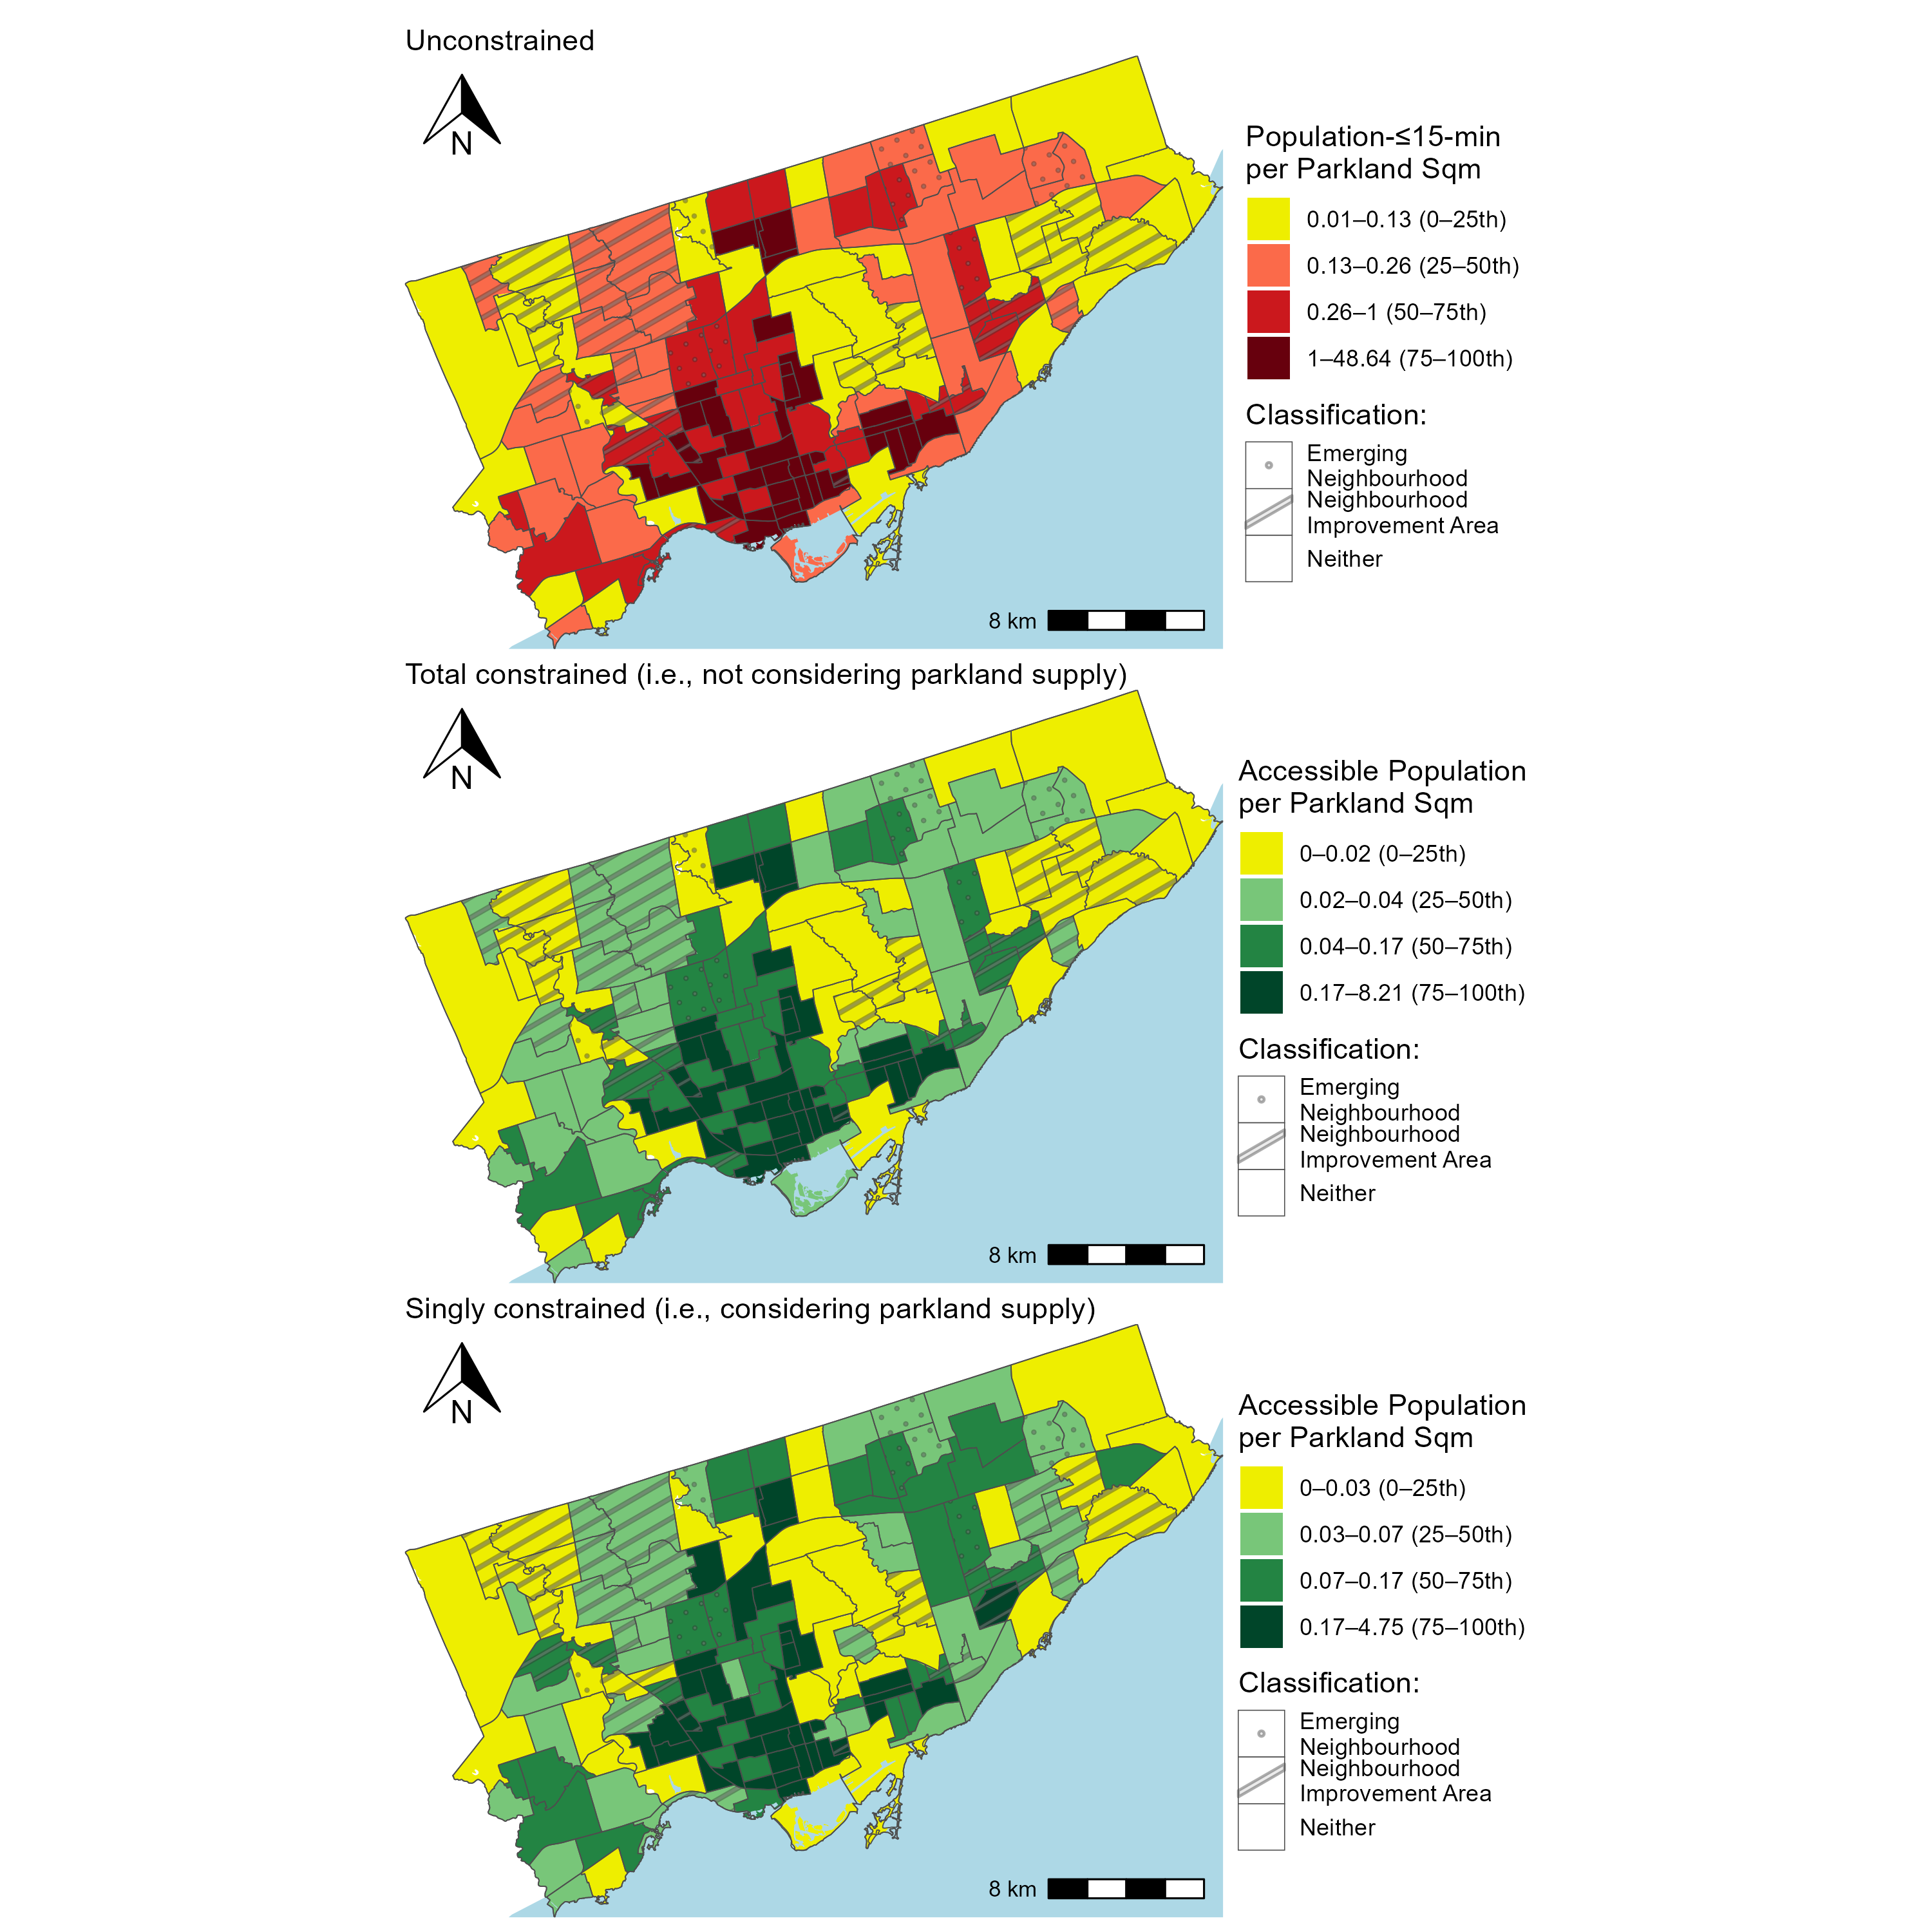 Unconstrained
N
Population-≤15-min
per Parkland Sqm
0.01–0.13 (0–25th)
0.13–0.26 (25–50th)
0.26–1 (50–75th)
1–48.64 (75–100th)
Classification:
Emerging
Neighbourhood
Neighbourhood
Improvement Area
Neither
8 km
Total constrained (i.e., not considering parkland supply)
N
Accessible Population
per Parkland Sqm
0–0.02 (0–25th)
0.02–0.04 (25–50th)
0.04–0.17 (50–75th)
0.17–8.21 (75–100th)
Classification:
Emerging
Neighbourhood
Neighbourhood
Improvement Area
Neither
8 km
Singly constrained (i.e., considering parkland supply)
N
Accessible Population
per Parkland Sqm
0–0.03 (0–25th)
0.03–0.07 (25–50th)
0.07–0.17 (50–75th)
0.17–4.75 (75–100th)
Classification:
Emerging
Neighbourhood
Neighbourhood
Improvement Area
Neither
8 km